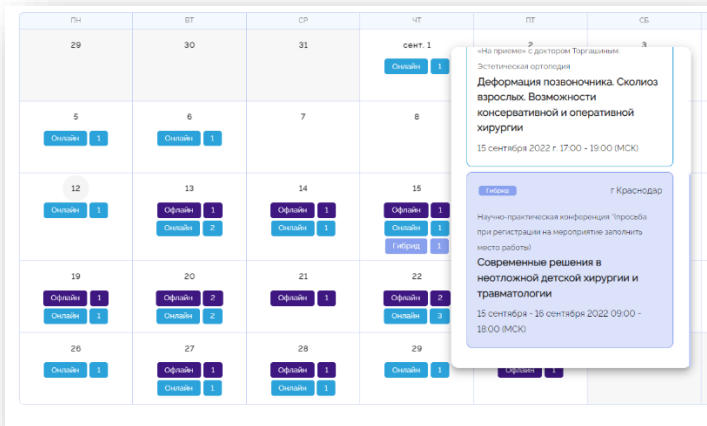 ПН ВТ СР ЧТ ПТ СБ
29 30 31 сент. 1 2 3
Онлайн 1
5 6 7 8
Онлайн 1 Онлайн 1
12 13 14 15
Онлайн 1 Офлайн 1 Офлайн 1 Офлайн 1
Онлайн 2 Онлайн 1 Онлайн 1
Гибрид 1
19 20 21 22
Офлайн 1 Офлайн 2 Офлайн 1 Офлайн 2
Онлайн 1 Онлайн 2 Онлайн 3
26 27 28 29
Онлайн 1 Офлайн 1 Офлайн 1 Онлайн 1 Офлайн 1
Онлайн 1 Онлайн 1
«На приеме» с доктором Торгашиным.
Эстетическая ортопедия
Деформация позвоночника. Сколиоз
взрослых. Возможности
консервативной и оперативной
хирургии
15 сентября 2022 г. 17:00 - 19:00 (МСК)
Гибрид г Краснодар
Научно-практическая конференция "(просьба
при регистрации на мероприятие заполнить
место работы)
Современные решения в
неотложной детской хирургии и
травматологии
15 сентября - 16 сентября 2022 09:00 -
18:00 (МСК)